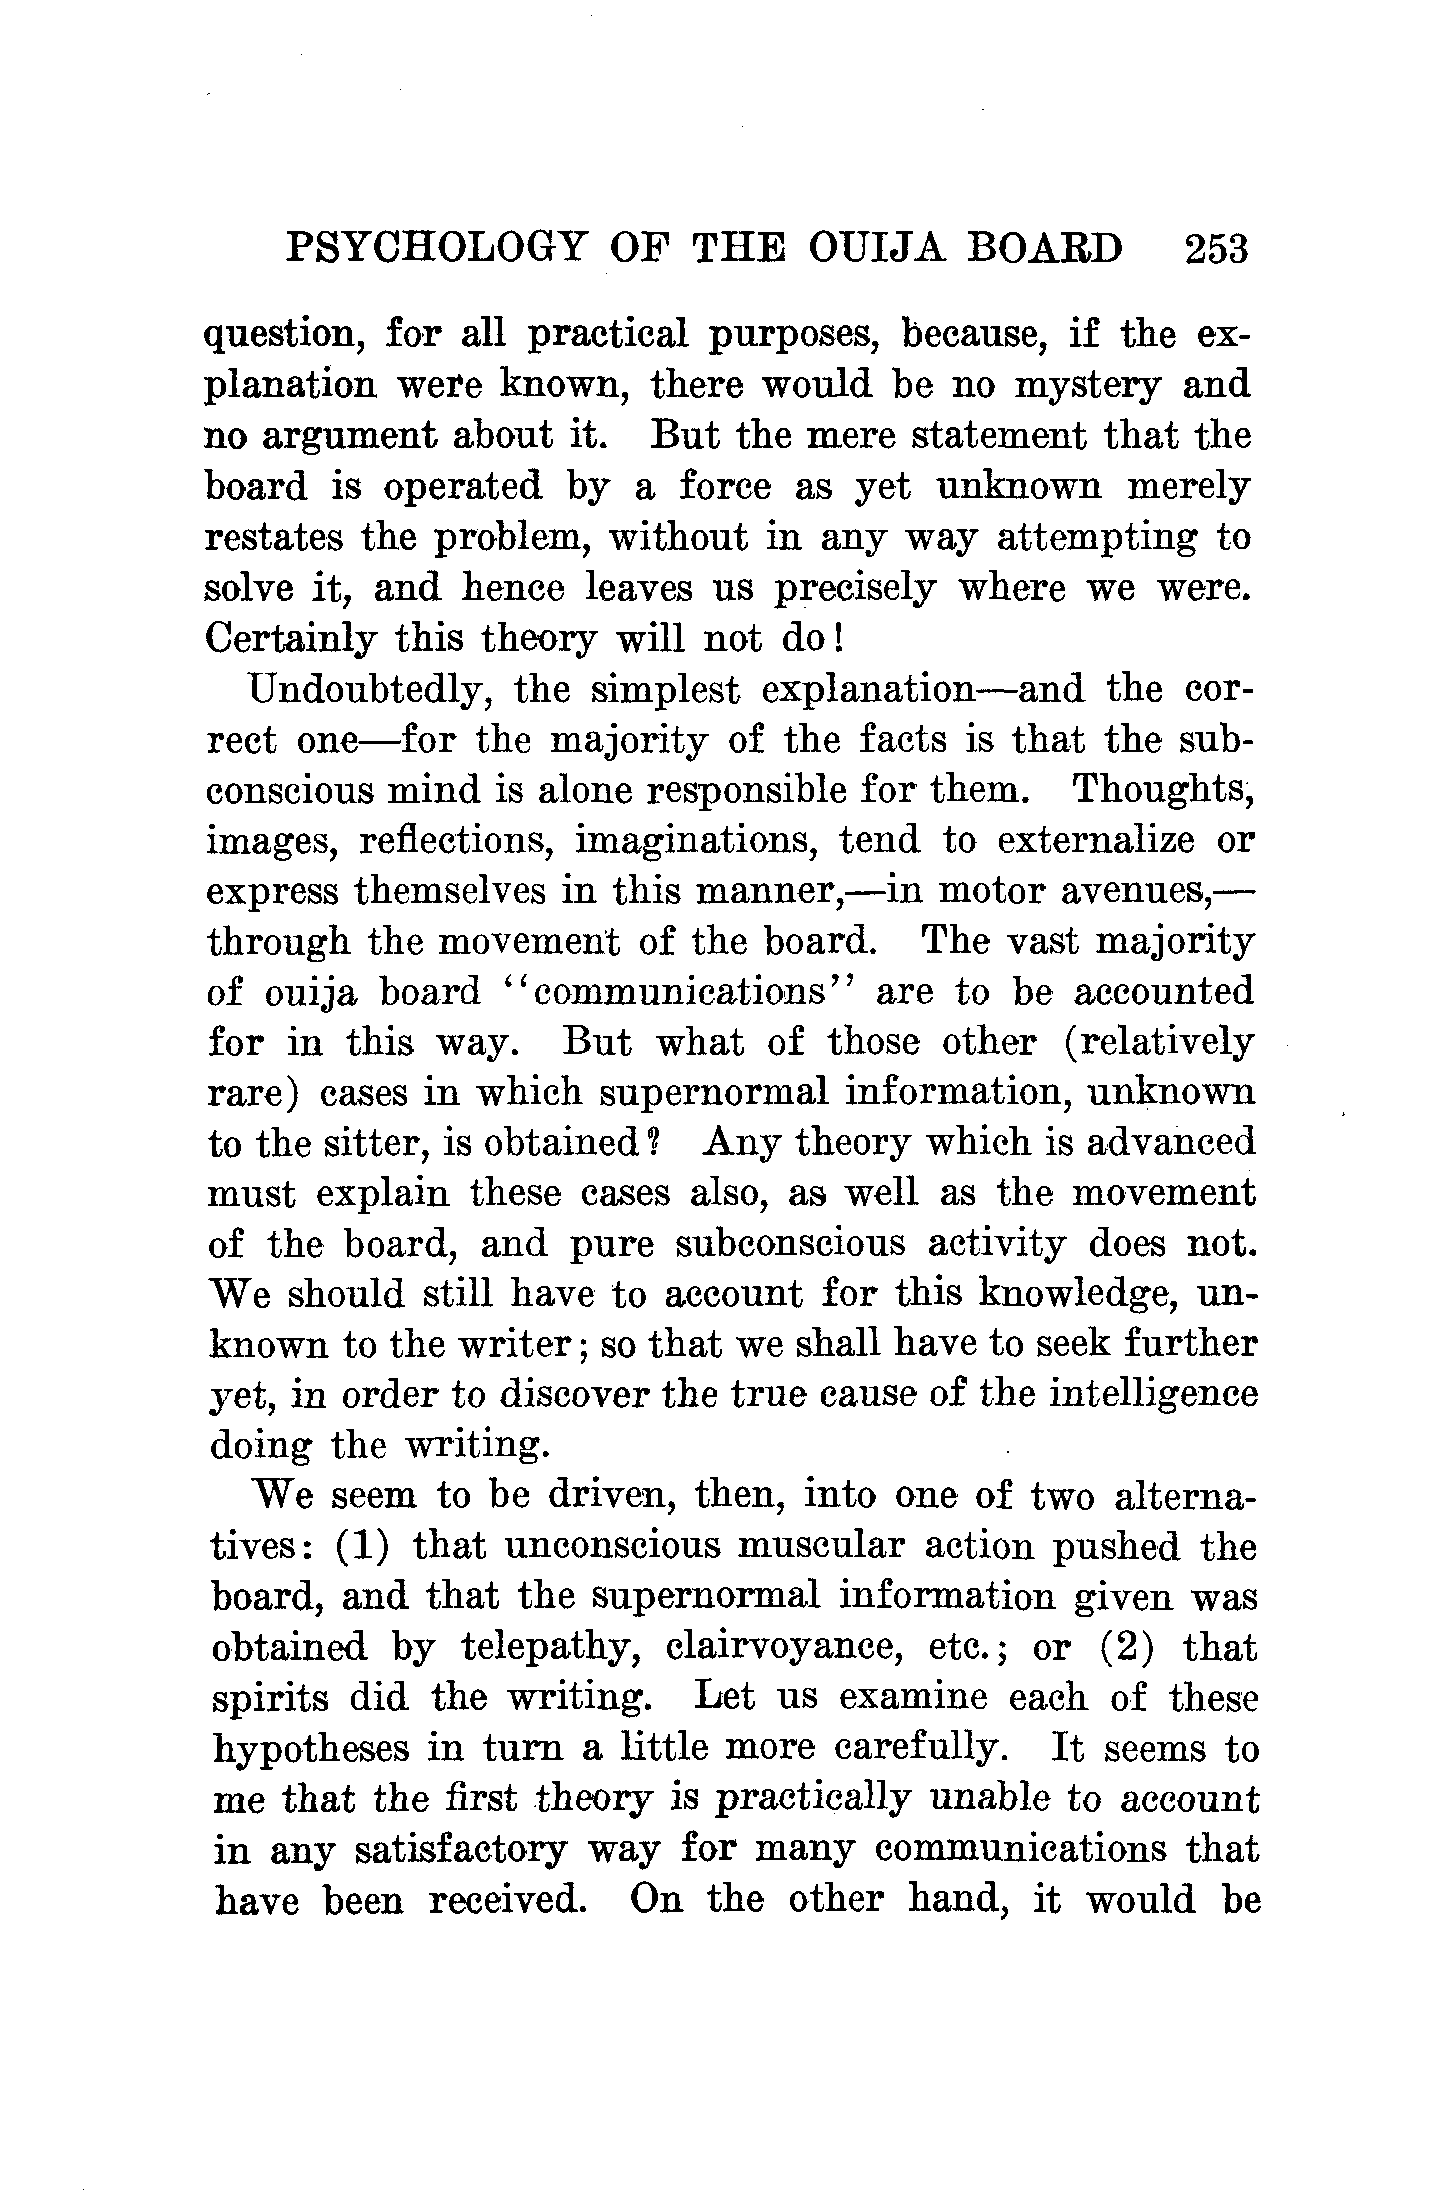 PSYCHOLOGY OF THE OUIJA BOARD 253
question, for all practical purposes, because, if the ex-
planation were known, there would be no mystery and
no argument about it. But the mere statement that the
board is operated by a force as yet unknown merely
restates the problem, without in any way attempting to
solve it, and hence leaves us precisely where we were.
Certainly this theory will not do!
Undoubtedly, the simplest explanation—and the cor-
rect one—for the majority of the facts is that the sub-
conscious mind is alone responsible for them. Thoughts,
images, reflections, imaginations, tend to externalize or
express themselves in this manner,—in motor avenues,—
through the movement of the board. The vast majority
of ouija board “communications” are to be accounted
for in this way. But what of those other (relatively
rare) cases in which supernormal information, unknown
to the sitter, is obtained? Any theory which is advanced
must explain these cases also, as well as the movement
of the board, and pure subconscious activity does not.
We should still have to account for this knowledge, un-
known to the writer; so that we shall have to seek further
yet, in order to discover the true cause of the intelligence
doing the writing.
We seem to be driven, then, into one of two alterna-
tives: (1) that unconscious muscular action pushed the
board, and that the supernormal information given was
obtained by telepathy, clairvoyance, etc.; or (2) that
spirits did the writing. Let us examine each of these
hypotheses in turn a little more carefully. It seems to
me that the first theory is practically unable to account
in any satisfactory way for many communications that
have been received. On the other hand, it would be